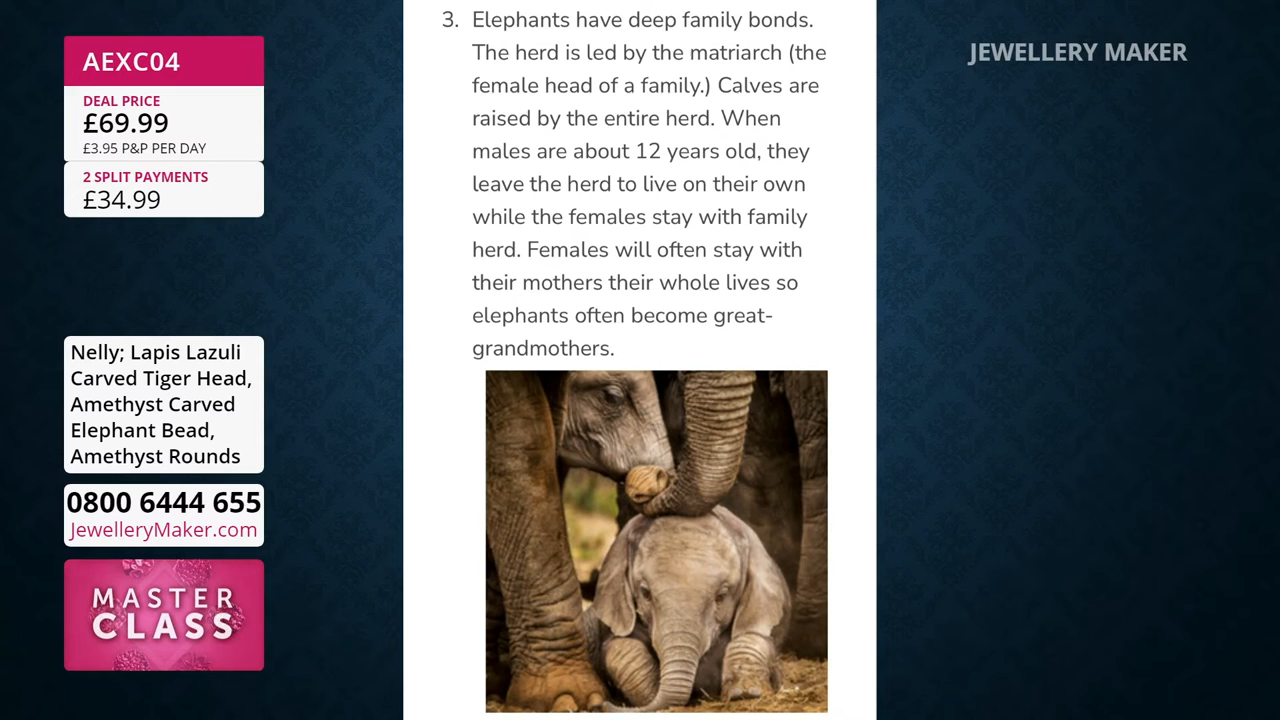 AEXC04
DEAL PRICE
£69.99
£3.95 P&P PER DAY
2 SPLIT PAYMENTS
£34.99
Nelly; Lapis Lazuli
Carved Tiger Head,
Amethyst Carved
Elephant Bead,
Amethyst Rounds
0800 6444 655
JewelleryMaker.com
MASTER
CLASS
3. Elephants have deep family bonds.
The herd is led by the matriarch (the
female head of a family.) Calves are
raised by the entire herd. When
males are about 12 years old, they
leave the herd to live on their own
while the females stay with family
herd. Females will often stay with
their mothers their whole lives so
elephants often become great-
grandmothers.
JEWELLERY MAKER